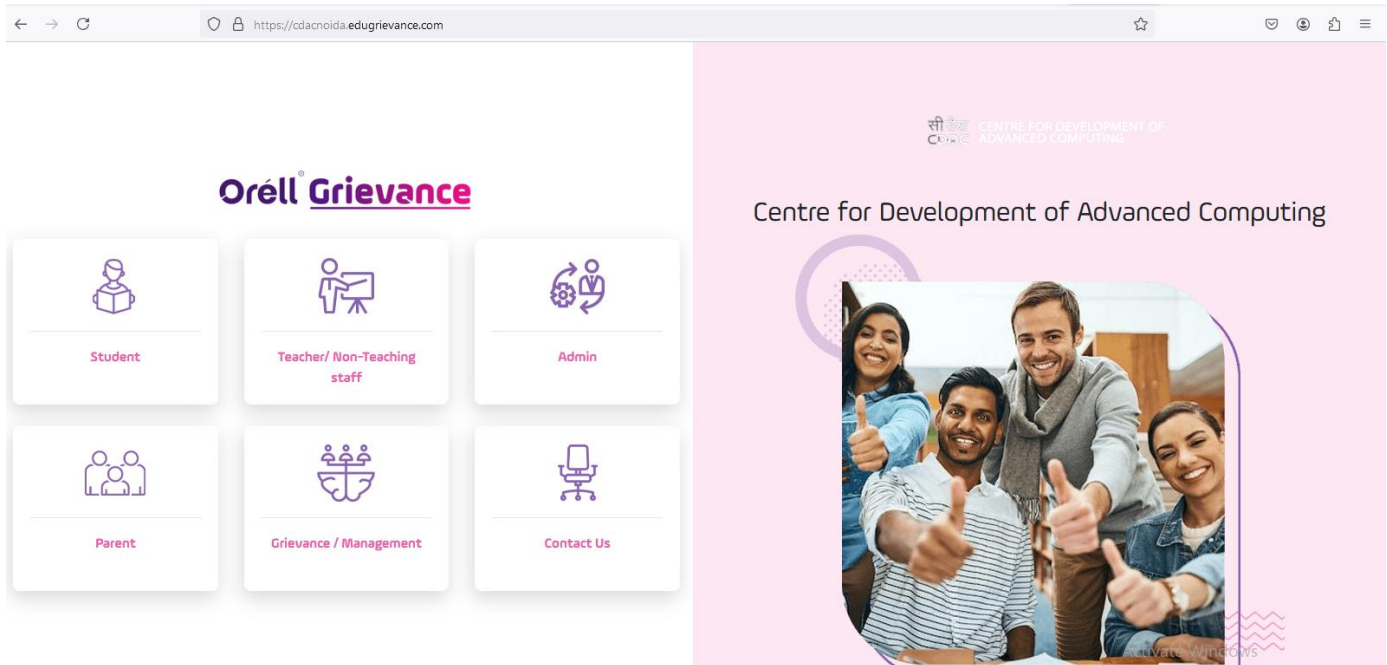 https://cdacnoida.edugrievance.com
Oréll® Grievance
Student
Teacher/ Non-Teaching
staff
Admin
Parent
Grievance / Management
Contact Us
सी डैक
CDAC
CENTRE FOR DEVELOPMENT OF
ADVANCED COMPUTING
Centre for Development of Advanced Computing
Activate Windows